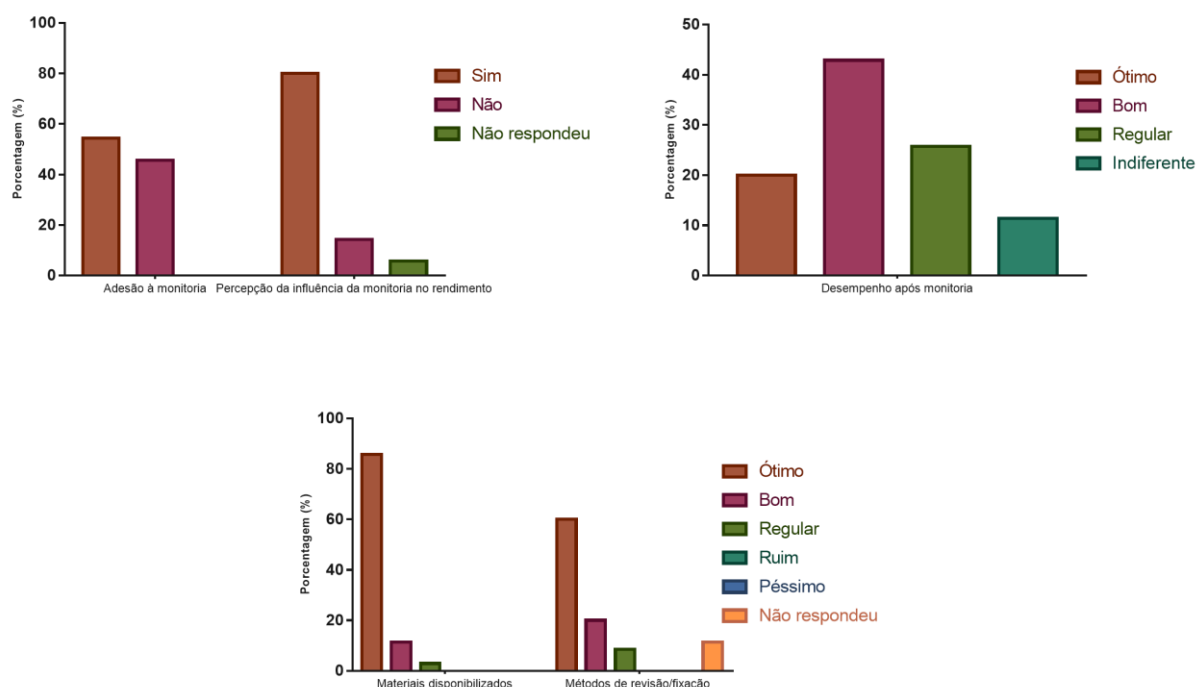 100
80
60
40
20
0
Porcentagem (%)
Adesão à monitoria
Percepção da influência da monitoria no rendimento
Sim
Não
Não respondeu
50
40
30
20
10
0
Porcentagem (%)
Desempenho após monitoria
Ótimo
Bom
Regular
Indiferente
100
80
60
40
20
0
Porcentagem (%)
Materiais disponibilizados
Métodos de revisão/fixação
Ótimo
Bom
Regular
Ruim
Péssimo
Não respondeu